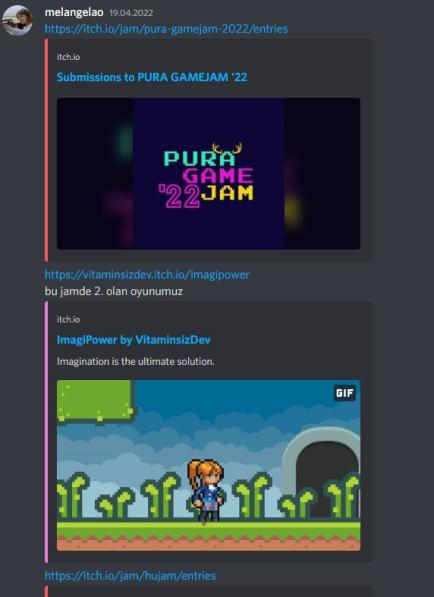 melangelao 19.04.2022
https://itch.io/jam/pura-gamejam-2022/entries
itch.io
Submissions to PURA GAMEJAM '22
PURA
GAME
'22JAM
https://vitaminsizdev.itch.io/imagipower
bu jamde 2. olan oyunumuz
itch.io
ImagiPower by VitaminsizDev
Imagination is the ultimate solution.
GIF
https://itch.io/jam/hujam/entries